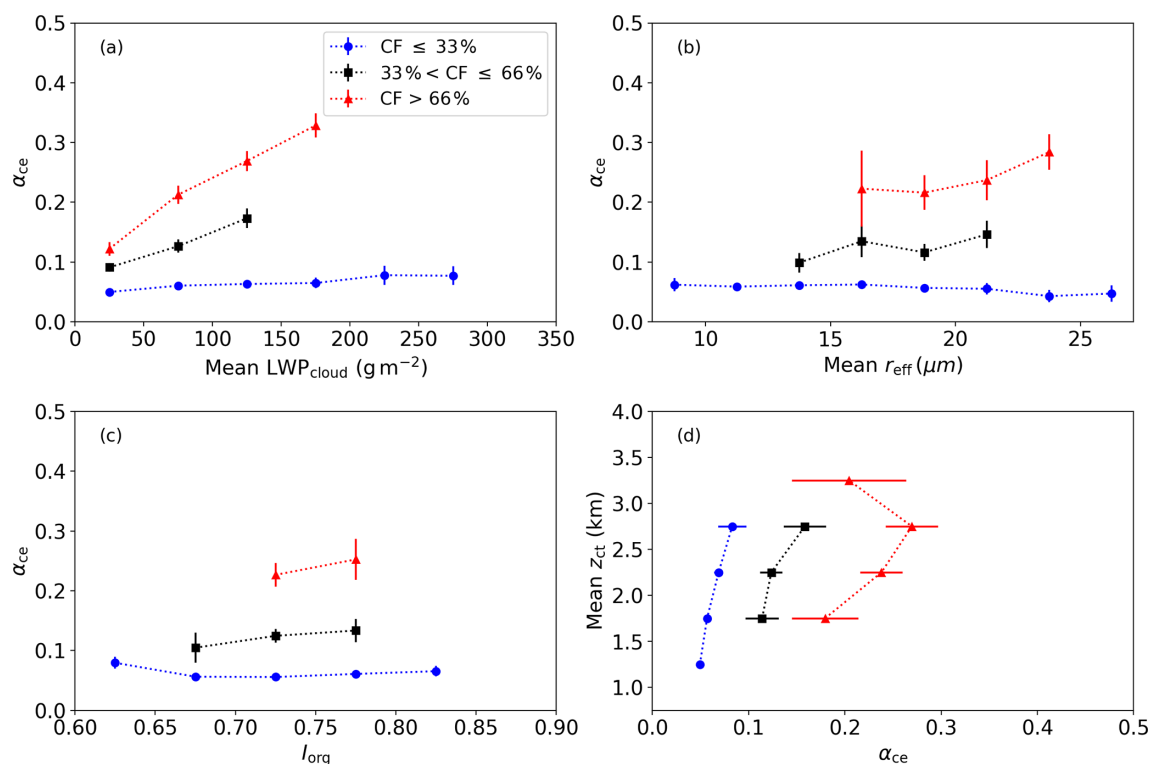 (a)
CF ≤ 33%
33% < CF ≤ 66%
CF > 66%
0.5
0.4
0.3
0.2
0.1
0.0
α_ce
0 50 100 150 200 250 300 350
Mean LWP_cloud (g m⁻²)
(b)
0.5
0.4
0.3
0.2
0.1
0.0
α_ce
10 15 20 25
Mean r_eff (μm)
(c)
0.5
0.4
0.3
0.2
0.1
0.0
α_ce
0.60 0.65 0.70 0.75 0.80 0.85 0.90
I_org
(d)
4.0
3.5
3.0
2.5
2.0
1.5
1.0
Mean z_ct (km)
0.0 0.1 0.2 0.3 0.4 0.5
α_ce